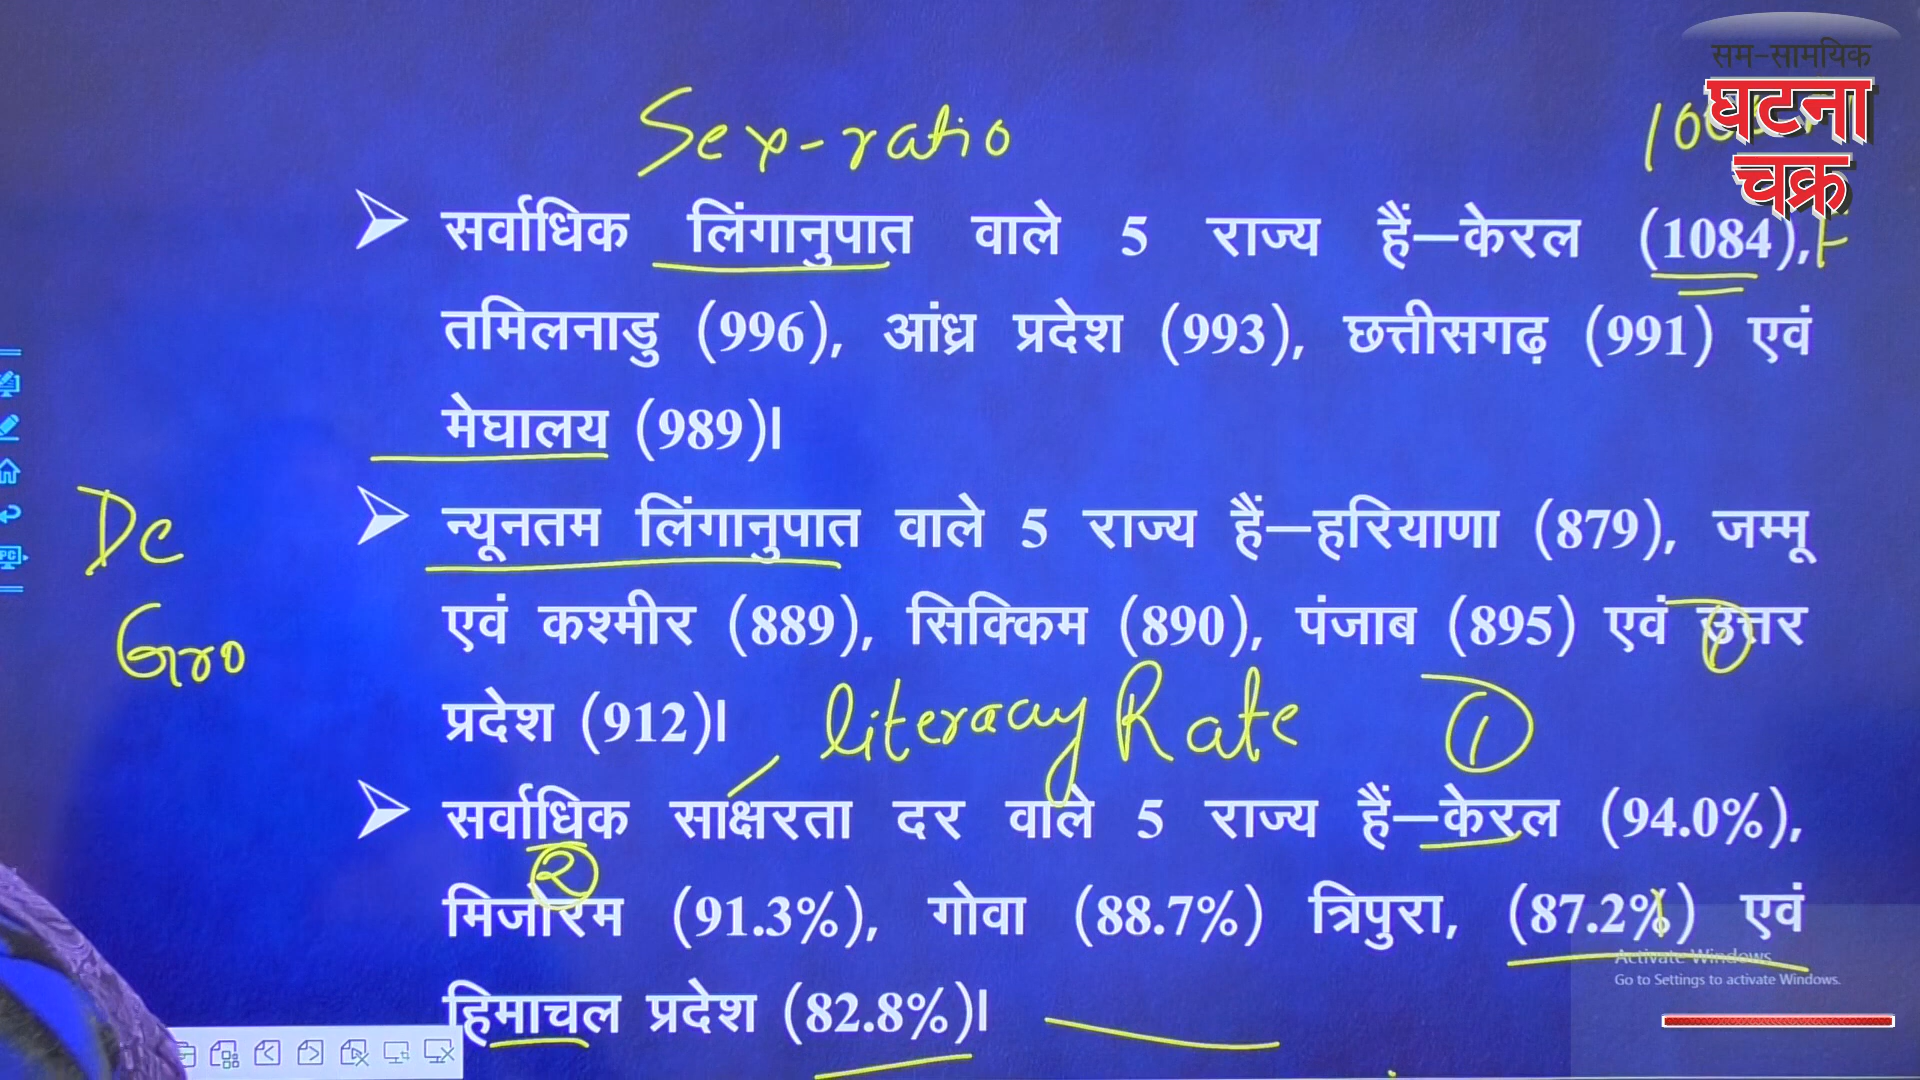 सम-सामयिक
घटना
चक्र
Sex-ratio
सर्वाधिक लिंगानुपात वाले 5 राज्य हैं—केरल (1084), F
तमिलनाडु (996), आंध्र प्रदेश (993), छत्तीसगढ़ (991) एवं
मेघालय (989)।
De
Gro
न्यूनतम लिंगानुपात वाले 5 राज्य हैं—हरियाणा (879), जम्मू
एवं कश्मीर (889), सिक्किम (890), पंजाब (895) एवं उत्तर
प्रदेश (912)।
literacy Rate ①
सर्वाधिक साक्षरता दर वाले 5 राज्य हैं—केरल (94.0%),
②
मिजोरम (91.3%), गोवा (88.7%) त्रिपुरा, (87.2%) एवं
हिमाचल प्रदेश (82.8%)।
Activate Windows
Go to Settings to activate Windows.